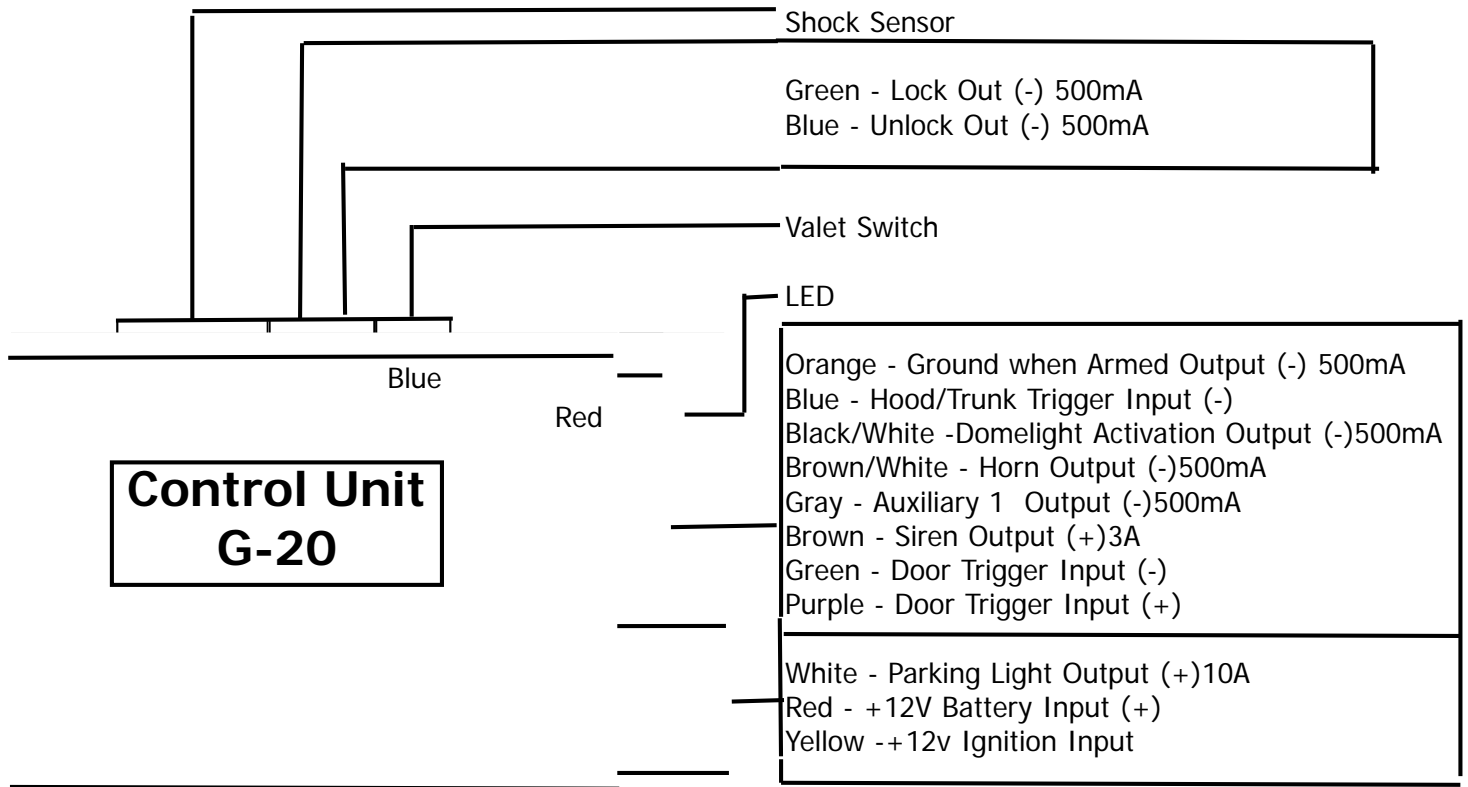 Shock Sensor
Green - Lock Out (-) 500mA
Blue - Unlock Out (-) 500mA
Valet Switch
LED
Blue
Red
Control Unit
G-20
Orange - Ground when Armed Output (-) 500mA
Blue - Hood/Trunk Trigger Input (-)
Black/White -Domelight Activation Output (-)500mA
Brown/White - Horn Output (-)500mA
Gray - Auxiliary 1 Output (-)500mA
Brown - Siren Output (+)3A
Green - Door Trigger Input (-)
Purple - Door Trigger Input (+)
White - Parking Light Output (+)10A
Red - +12V Battery Input (+)
Yellow -+12v Ignition Input